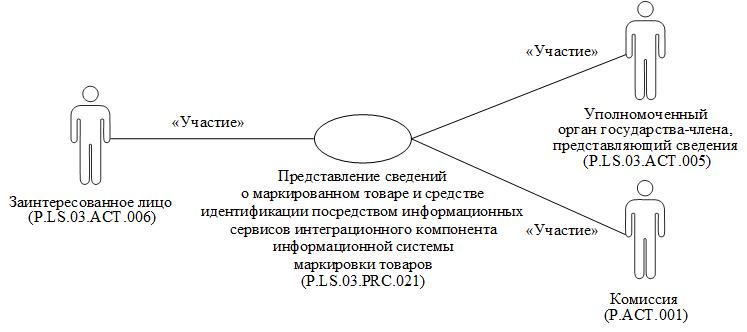 «Участие»
Уполномоченный
орган государства-члена,
представляющий сведения
(P.LS.03.ACT.005)
«Участие»
Заинтересованное лицо
(P.LS.03.ACT.006)
Представление сведений
о маркированном товаре и средстве
идентификации посредством информационных
сервисов интеграционного компонента
информационной системы
маркировки товаров
(P.LS.03.PRC.021)
«Участие»
Комиссия
(P.ACT.001)